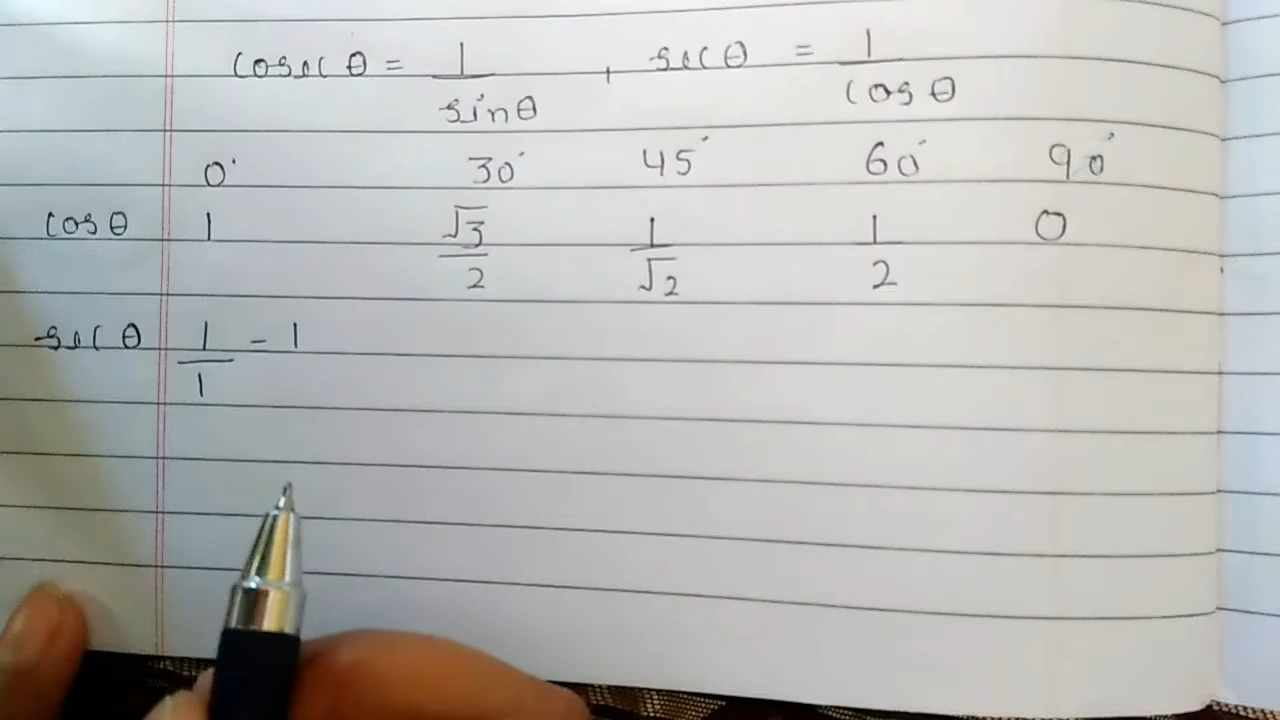 cosec θ = 1/sinθ , sec θ = 1/cos θ
0° 30° 45° 60° 90°
cos θ 1 √3/2 1/√2 1/2 0
sec θ 1/1 - 1